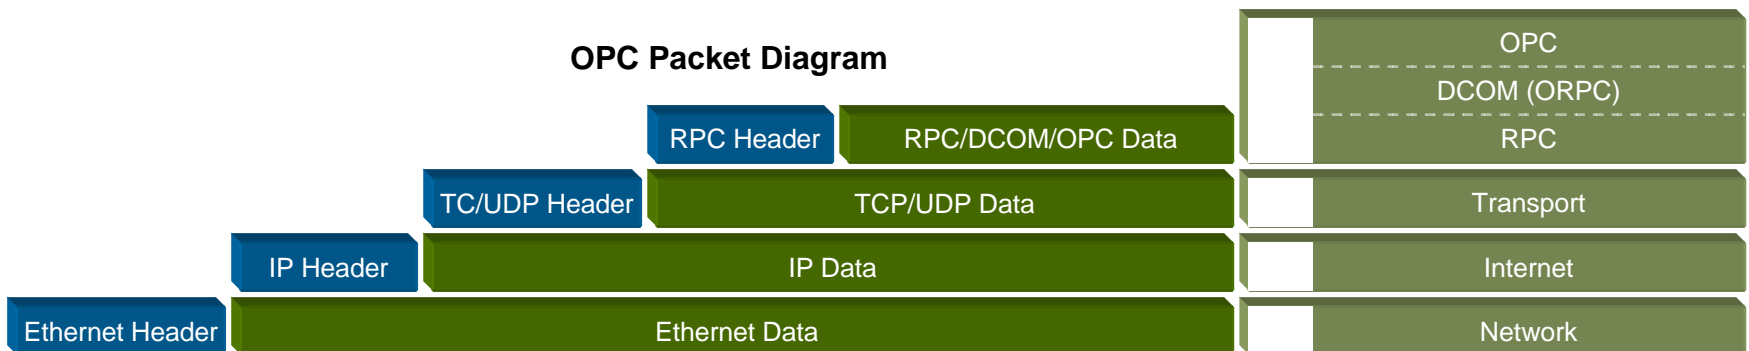 OPC Packet Diagram
OPC
DCOM (ORPC)
RPC Header RPC/DCOM/OPC Data RPC
TC/UDP Header TCP/UDP Data Transport
IP Header IP Data Internet
Ethernet Header Ethernet Data Network